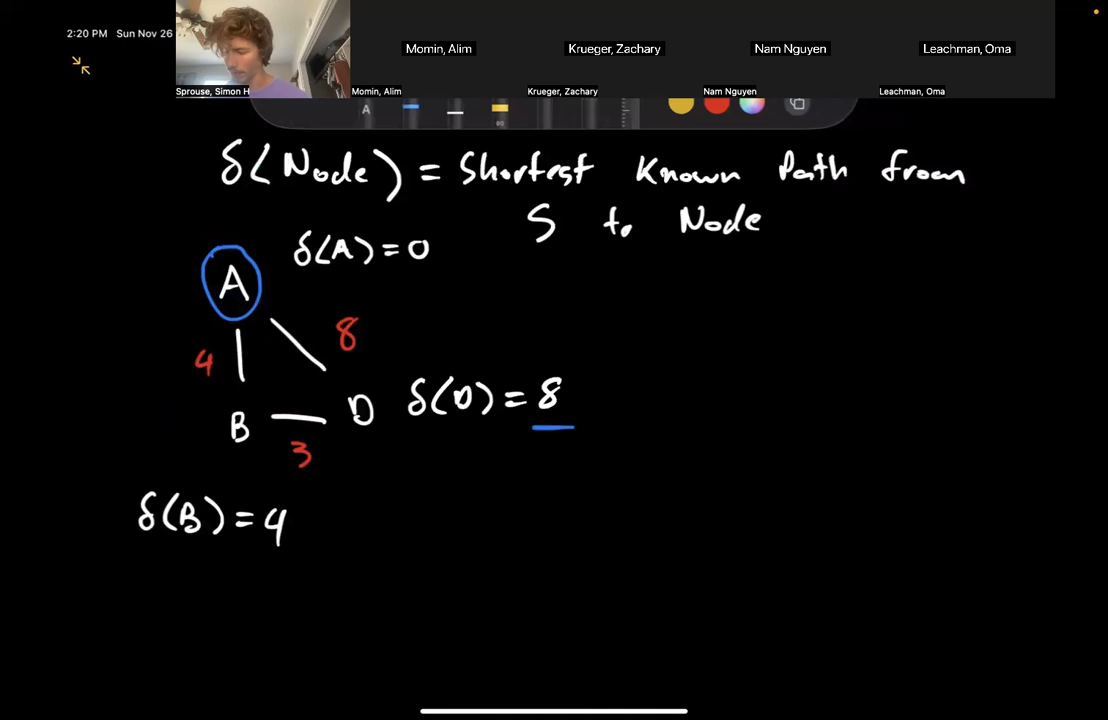 2:20 PM Sun Nov 26
Momin, Alim
Krueger, Zachary
Nam Nguyen
Leachman, Oma
Sprouse, Simon H
Momin, Alim
Krueger, Zachary
Nam Nguyen
Leachman, Oma
A
δ(Node) = Shortest Known Path from
S to Node
δ(A) = 0
A
4
8
B
D
δ(D) = 8
3
δ(B) = 4